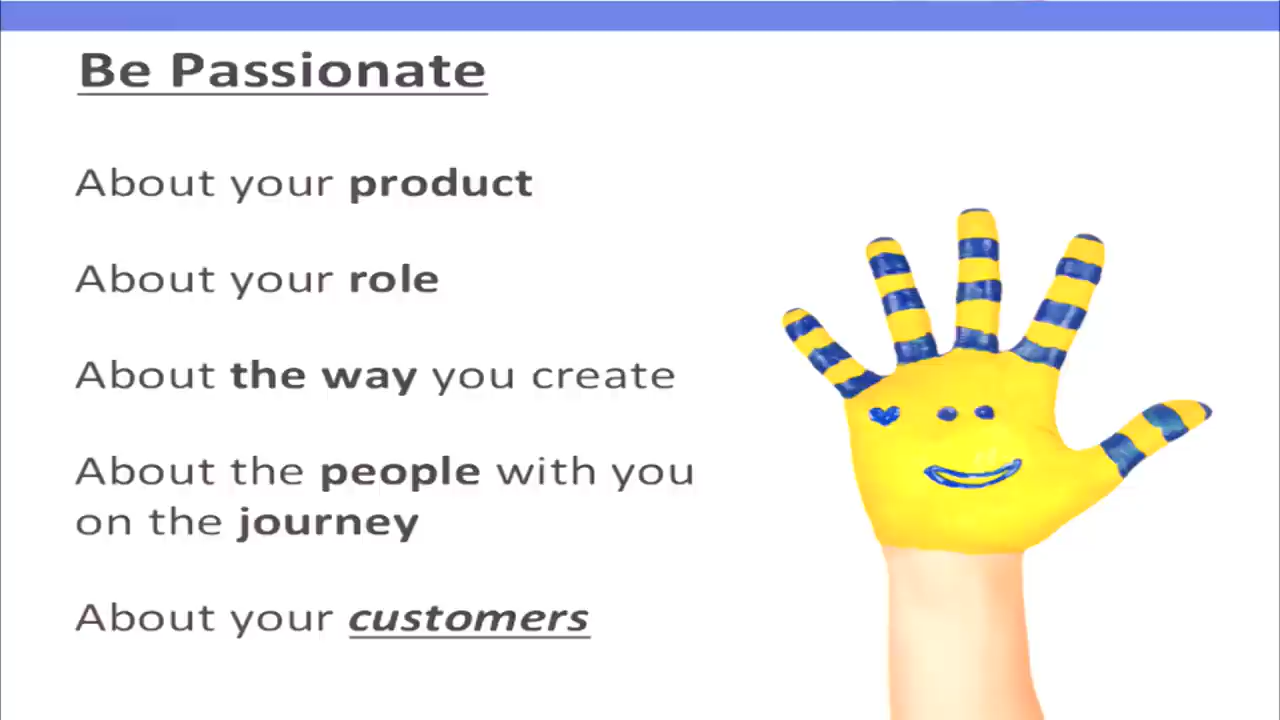 Be Passionate
About your product
About your role
About the way you create
About the people with you
on the journey
About your customers